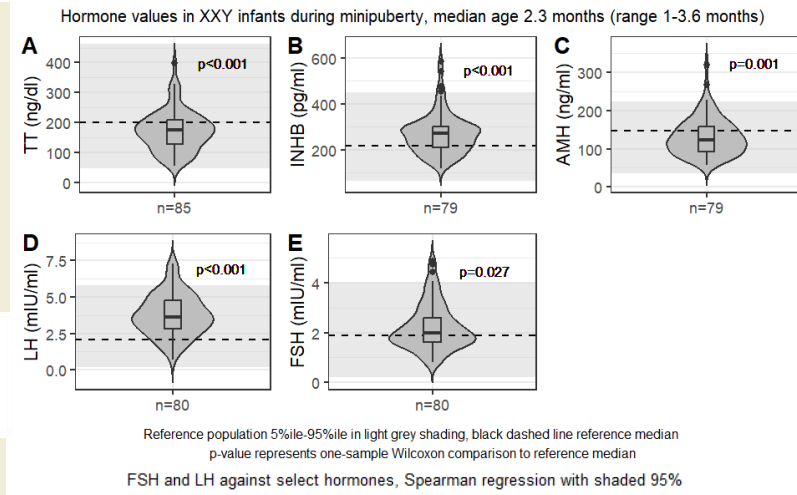 Hormone values in XXY infants during minipuberty, median age 2.3 months (range 1-3.6 months)
A
TT (ng/dl)
400
300
200
100
0
p<0.001
n=85
B
INHB (pg/ml)
600
400
200
p<0.001
n=79
C
AMH (ng/ml)
300
200
100
0
p=0.001
n=79
D
LH (mIU/ml)
7.5
5.0
2.5
0.0
p<0.001
n=80
E
FSH (mIU/ml)
4
2
0
p=0.027
n=80
Reference population 5%ile-95%ile in light grey shading, black dashed line reference median
p-value represents one-sample Wilcoxon comparison to reference median
FSH and LH against select hormones, Spearman regression with shaded 95%